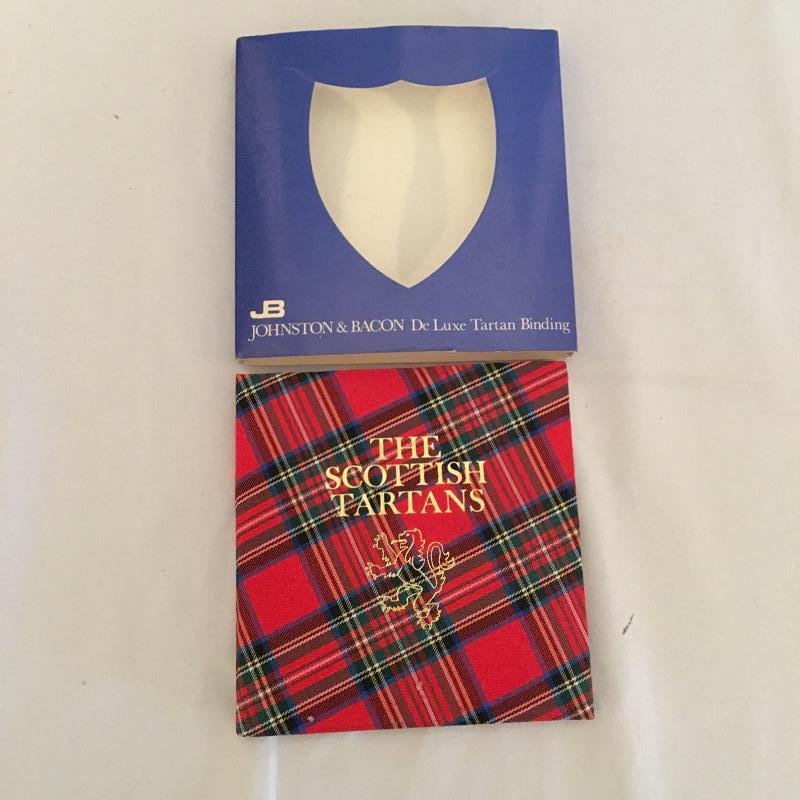 JB
JOHNSTON & BACON De Luxe Tartan Binding
THE
SCOTTISH
TARTANS